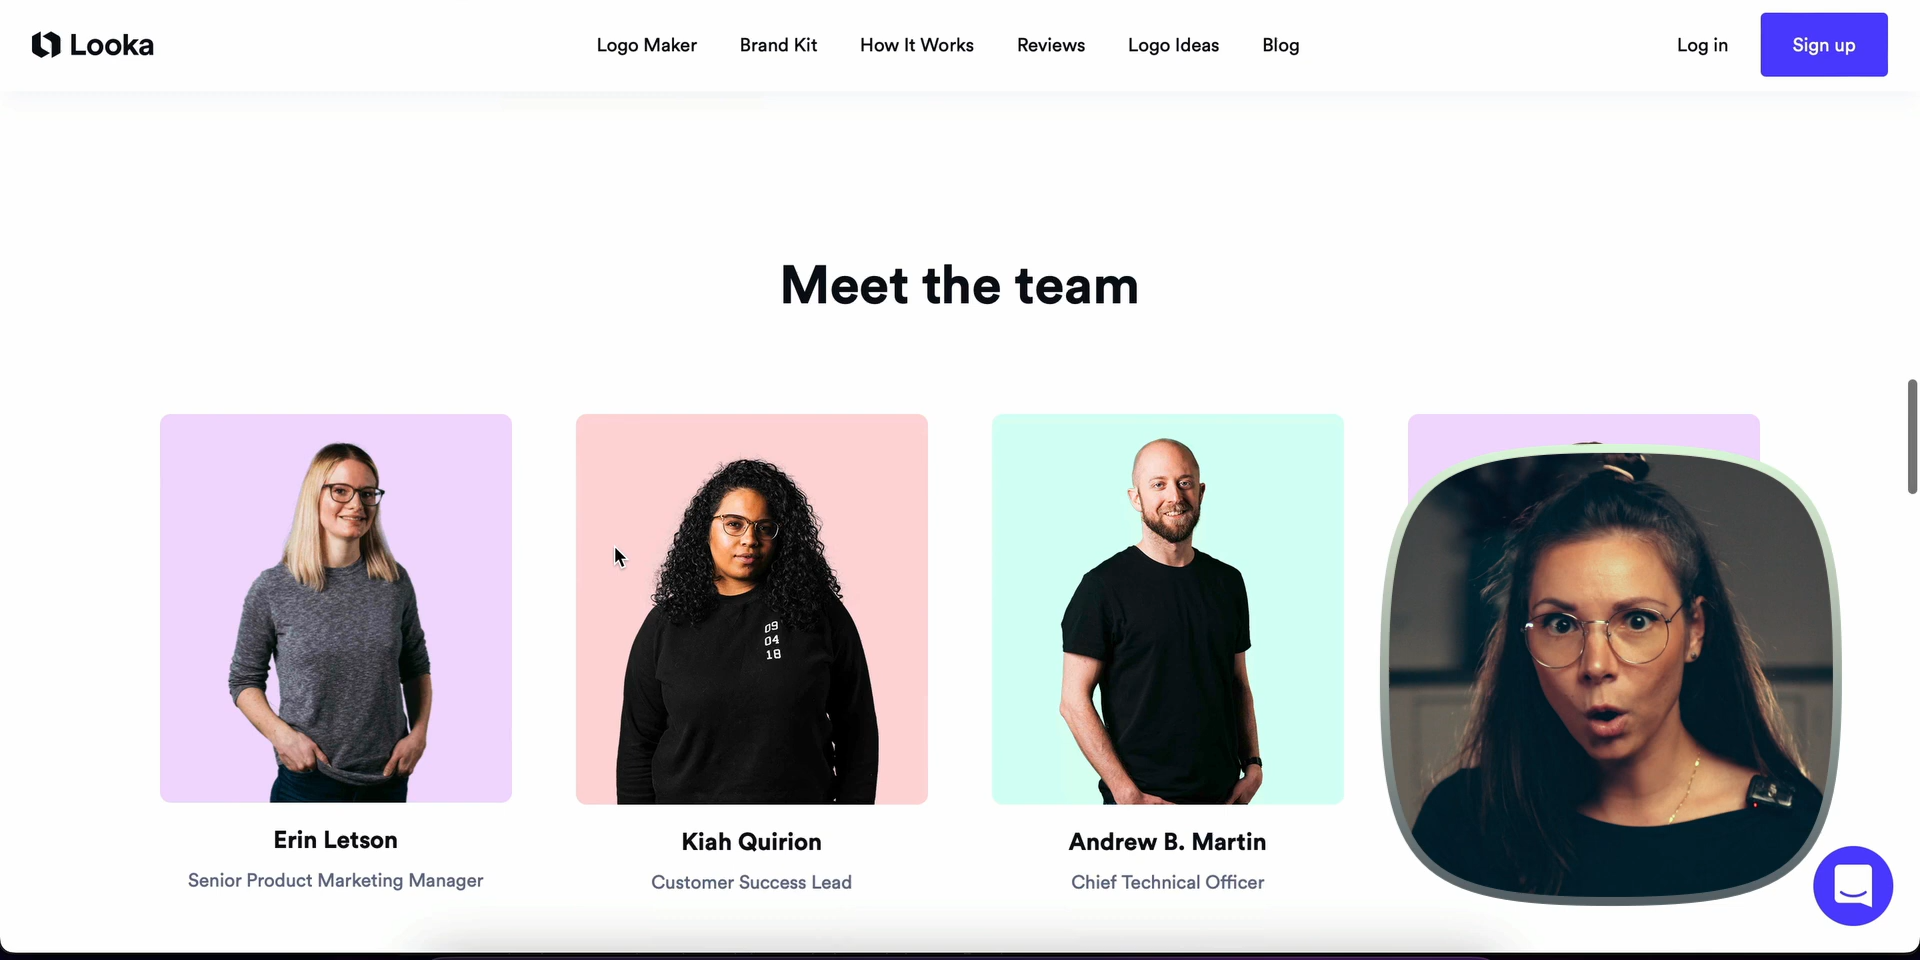 Looka
Logo Maker
Brand Kit
How It Works
Reviews
Logo Ideas
Blog
Log in
Sign up
Meet the team
09
04
18
Erin Letson
Senior Product Marketing Manager
Kiah Quirion
Customer Success Lead
Andrew B. Martin
Chief Technical Officer